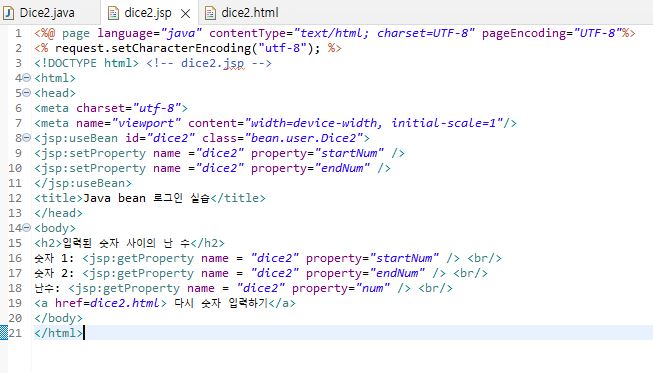 Dice2.java dice2.jsp dice2.html
1 <%@ page language="java" contentType="text/html; charset=UTF-8" pageEncoding="UTF-8"%>
2 <% request.setCharacterEncoding("utf-8"); %>
3 <!DOCTYPE html> <!-- dice2.jsp -->
4 <html>
5 <head>
6 <meta charset="utf-8">
7 <meta name="viewport" content="width=device-width, initial-scale=1"/>
8 <jsp:useBean id="dice2" class="bean.user.Dice2">
9 <jsp:setProperty name ="dice2" property="startNum" />
10 <jsp:setProperty name ="dice2" property="endNum" />
11 </jsp:useBean>
12 <title>Java bean 로그인 실습</title>
13 </head>
14 <body>
15 <h2>입력된 숫자 사이의 난 수</h2>
16 숫자 1: <jsp:getProperty name = "dice2" property="startNum" /> <br/>
17 숫자 2: <jsp:getProperty name = "dice2" property="endNum" /> <br/>
18 난수: <jsp:getProperty name = "dice2" property="num" /> <br/>
19 <a href=dice2.html> 다시 숫자 입력하기</a>
20 </body>
21 </html>